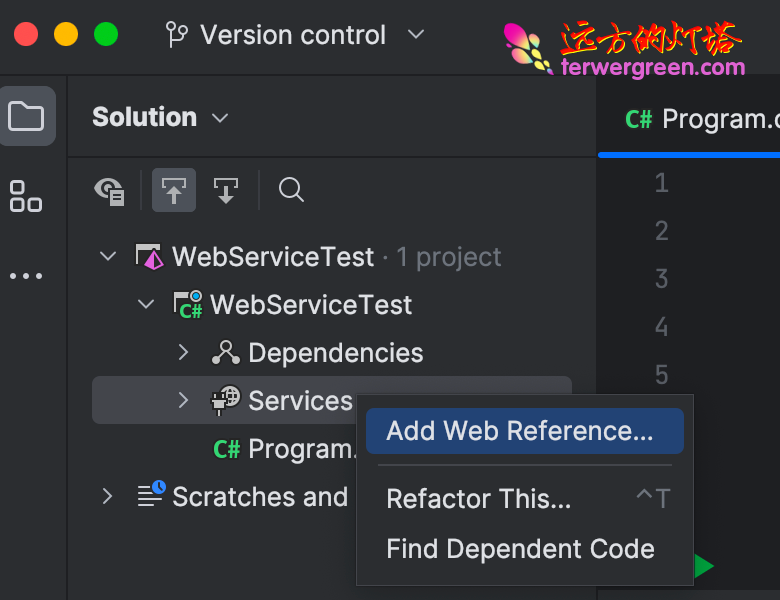 Version control
远方的灯塔
terwergreen.com
Solution
C# Program.c
1
2
3
4
5
WebServiceTest · 1 project
C# WebServiceTest
Dependencies
Services
C# Program.
Scratches and
Add Web Reference...
Refactor This... ^T
Find Dependent Code